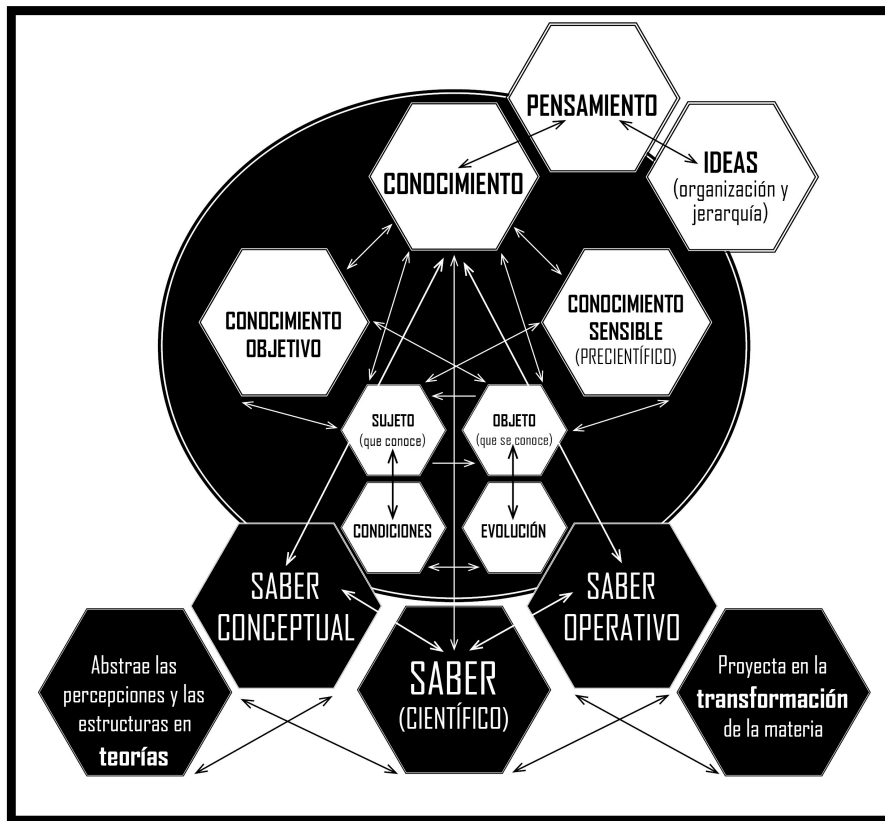 PENSAMIENTO
CONOCIMIENTO
IDEAS
(organización y
jerarquía)
CONOCIMIENTO
OBJETIVO
CONOCIMIENTO
SENSIBLE
(PRECIENTÍFICO)
SUJETO
(que conoce)
OBJETO
(que se conoce)
CONDICIONES
EVOLUCIÓN
SABER
CONCEPTUAL
SABER
OPERATIVO
Abstrae las
percepciones y las
estructuras en
teorías
SABER
(CIENTÍFICO)
Proyecta en la
transformación
de la materia